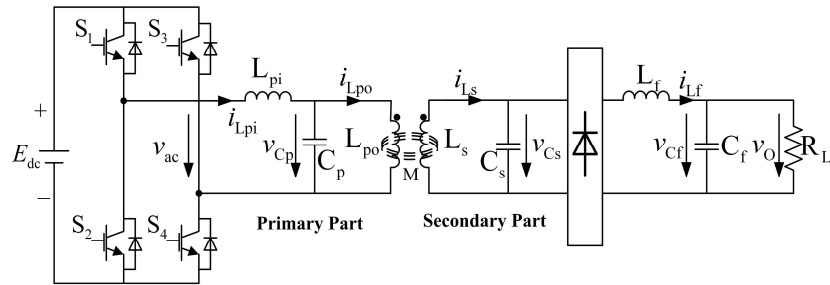 S1
S3
Lpi
iLpo
iLs
Lf
iLf
+
Edc
−
vac
iLpi
vCp
Cp
Lpo
M
Ls
Cs
vCs
vCf
Cf
vO
RL
S2
S4
Primary Part
Secondary Part